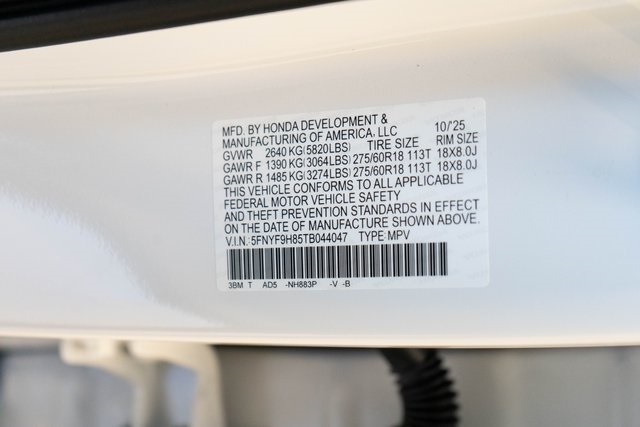 MFD. BY HONDA DEVELOPMENT & 10/'25
MANUFACTURING OF AMERICA, LLC
GVWR 2640 KG(5820LBS) TIRE SIZE RIM SIZE
GAWR F 1390 KG(3064LBS) 275/60R18 113T 18X8.0J
GAWR R 1485 KG(3274LBS) 275/60R18 113T 18X8.0J
THIS VEHICLE CONFORMS TO ALL APPLICABLE
FEDERAL MOTOR VEHICLE SAFETY
AND THEFT PREVENTION STANDARDS IN EFFECT
ON THE DATE OF MANUFACTURE SHOWN ABOVE.
V.I.N.: 5FNYF9H85TB044047 TYPE: MPV
3BM T AD5 -NH883P -V -B